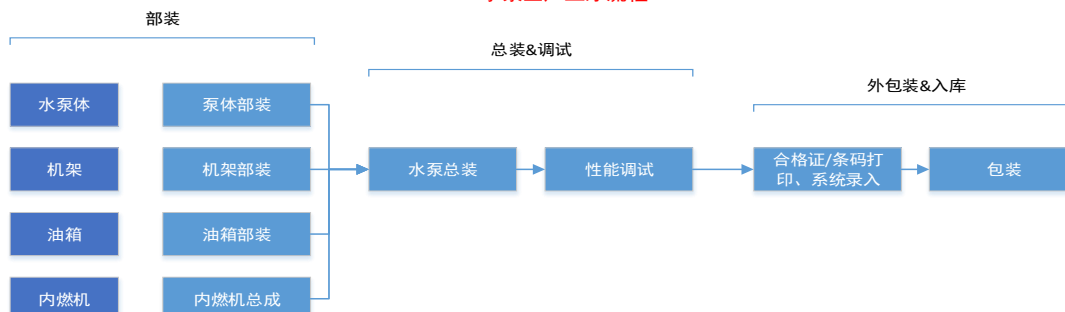 部装
总装&调试
外包装&入库
水泵体
泵体部装
机架
机架部装
水泵总装
性能调试
合格证/条码打
印、系统录入
包装
油箱
油箱部装
内燃机
内燃机总成